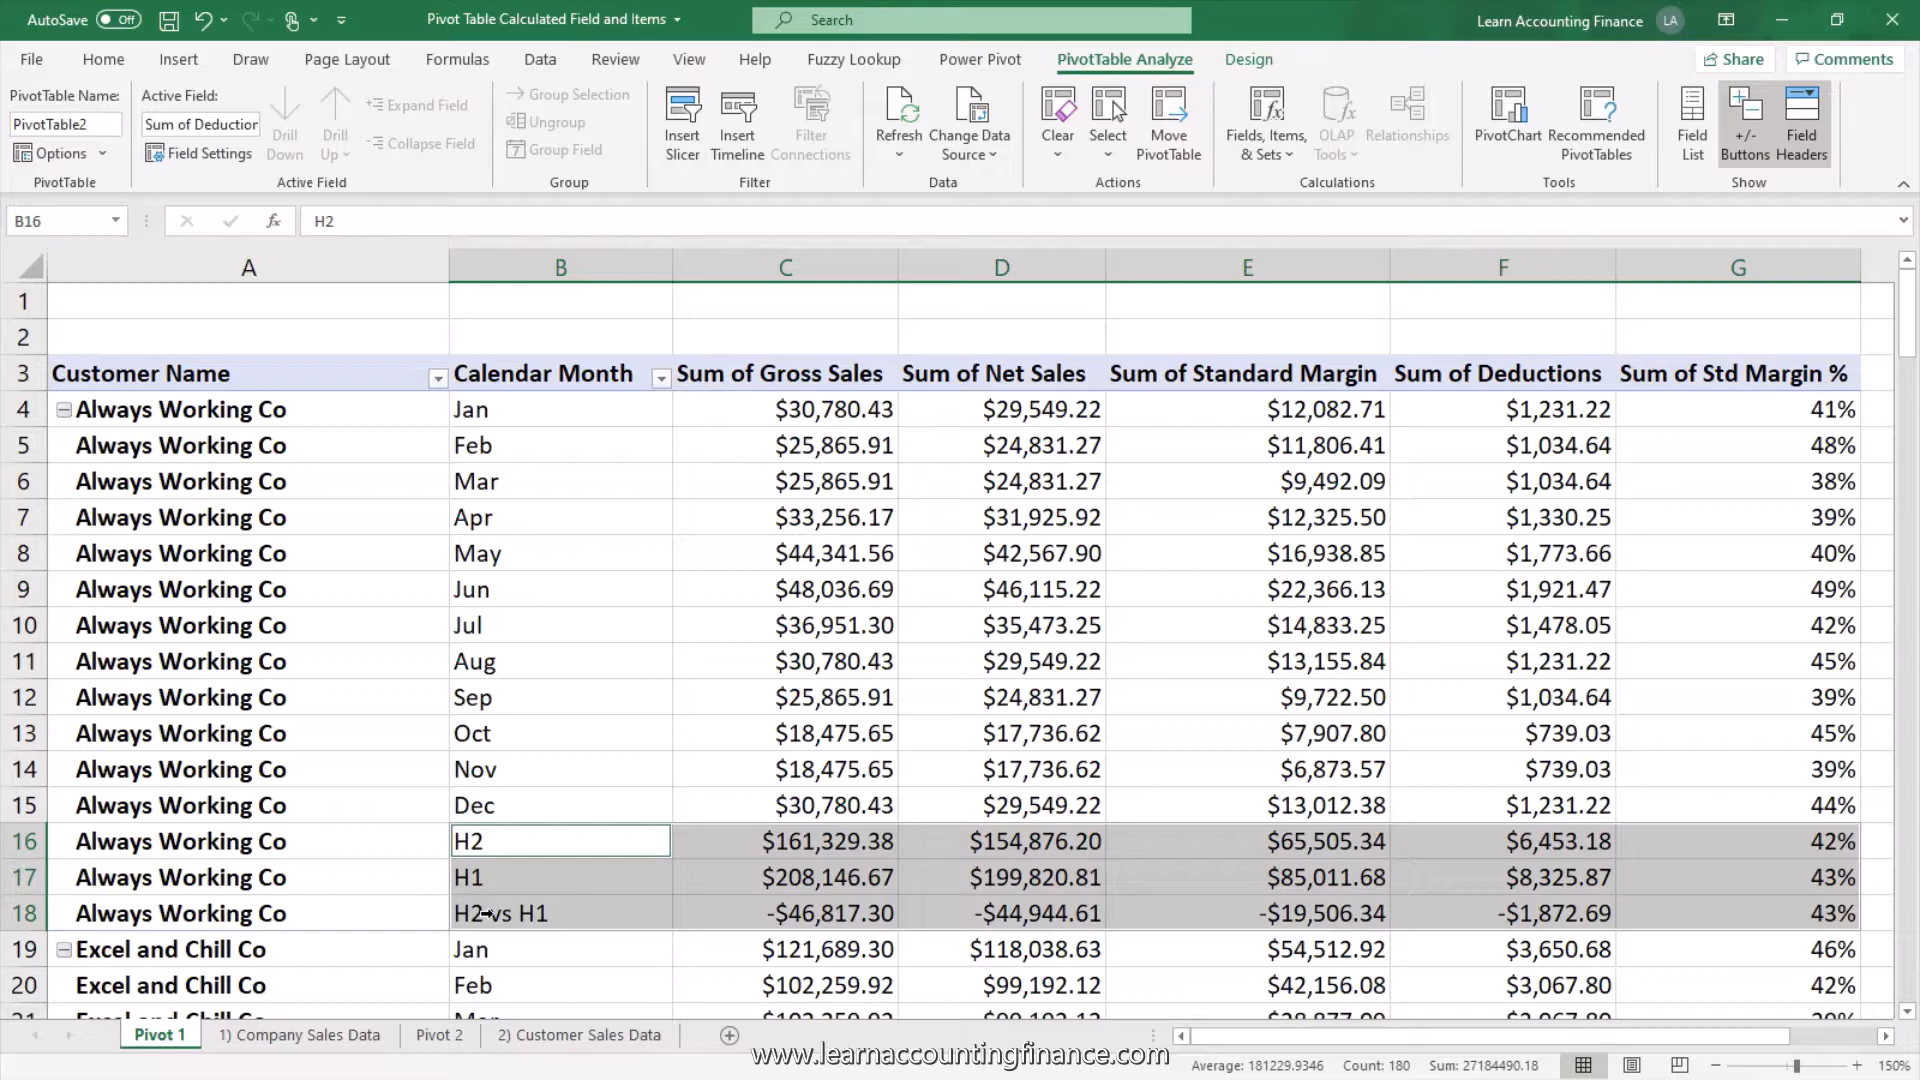 AutoSave Off Pivot Table Calculated Field and Items Search Learn Accounting Finance LA
File Home Insert Draw Page Layout Formulas Data Review View Help Fuzzy Lookup Power Pivot PivotTable Analyze Design Share Comments
PivotTable Name:
PivotTable2
Options
PivotTable
Active Field:
Sum of Deduction
Field Settings
Drill Down
Drill Up
Expand Field
Collapse Field
Active Field
Group Selection
Ungroup
Group Field
Group
Insert Slicer
Insert Timeline
Filter Connections
Filter
Refresh
Change Data Source
Data
Clear
Select
Move PivotTable
Actions
Fields, Items, & Sets
OLAP Tools
Relationships
Calculations
PivotChart
Recommended PivotTables
Tools
Field List
+/- Buttons
Field Headers
Show
B16 fx H2
A B C D E F G
1
2
3 Customer Name Calendar Month Sum of Gross Sales Sum of Net Sales Sum of Standard Margin Sum of Deductions Sum of Std Margin %
4 Always Working Co Jan $30,780.43 $29,549.22 $12,082.71 $1,231.22 41%
5 Always Working Co Feb $25,865.91 $24,831.27 $11,806.41 $1,034.64 48%
6 Always Working Co Mar $25,865.91 $24,831.27 $9,492.09 $1,034.64 38%
7 Always Working Co Apr $33,256.17 $31,925.92 $12,325.50 $1,330.25 39%
8 Always Working Co May $44,341.56 $42,567.90 $16,938.85 $1,773.66 40%
9 Always Working Co Jun $48,036.69 $46,115.22 $22,366.13 $1,921.47 49%
10 Always Working Co Jul $36,951.30 $35,473.25 $14,833.25 $1,478.05 42%
11 Always Working Co Aug $30,780.43 $29,549.22 $13,155.84 $1,231.22 45%
12 Always Working Co Sep $25,865.91 $24,831.27 $9,722.50 $1,034.64 39%
13 Always Working Co Oct $18,475.65 $17,736.62 $7,907.80 $739.03 45%
14 Always Working Co Nov $18,475.65 $17,736.62 $6,873.57 $739.03 39%
15 Always Working Co Dec $30,780.43 $29,549.22 $13,012.38 $1,231.22 44%
16 Always Working Co H2 $161,329.38 $154,876.20 $65,505.34 $6,453.18 42%
17 Always Working Co H1 $208,146.67 $199,820.81 $85,011.68 $8,325.87 43%
18 Always Working Co H2 vs H1 -$46,817.30 -$44,944.61 -$19,506.34 -$1,872.69 43%
19 Excel and Chill Co Jan $121,689.30 $118,038.63 $54,512.92 $3,650.68 46%
20 Excel and Chill Co Feb $102,259.92 $99,192.12 $42,156.08 $3,067.80 42%
Pivot 1 1) Company Sales Data Pivot 2 2) Customer Sales Data
www.learnaccountingfinance.com
Average: 181229.9346 Count: 180 Sum: 27184490.18 150%